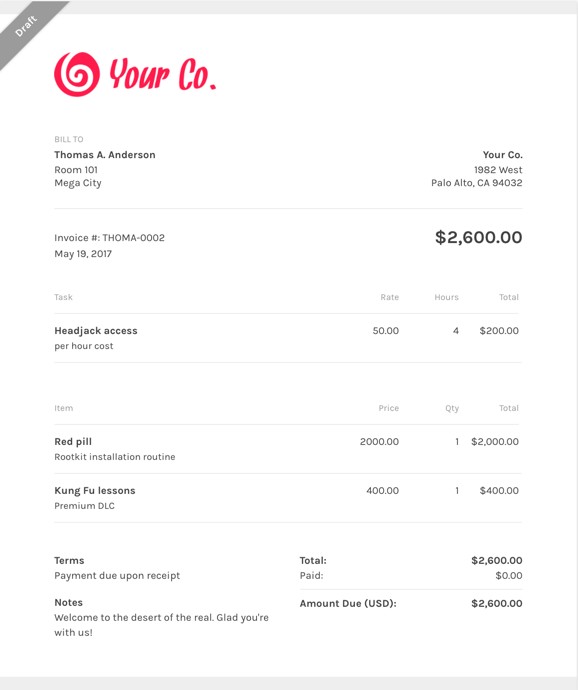 Draft
Your Co.
BILL TO
Thomas A. Anderson
Room 101
Mega City
Your Co.
1982 West
Palo Alto, CA 94032
Invoice #: THOMA-0002
May 19, 2017
$2,600.00
Task Rate Hours Total
Headjack access 50.00 4 $200.00
per hour cost
Item Price Qty Total
Red pill 2000.00 1 $2,000.00
Rootkit installation routine
Kung Fu lessons 400.00 1 $400.00
Premium DLC
Terms
Payment due upon receipt
Notes
Welcome to the desert of the real. Glad you're
with us!
Total: $2,600.00
Paid: $0.00
Amount Due (USD): $2,600.00